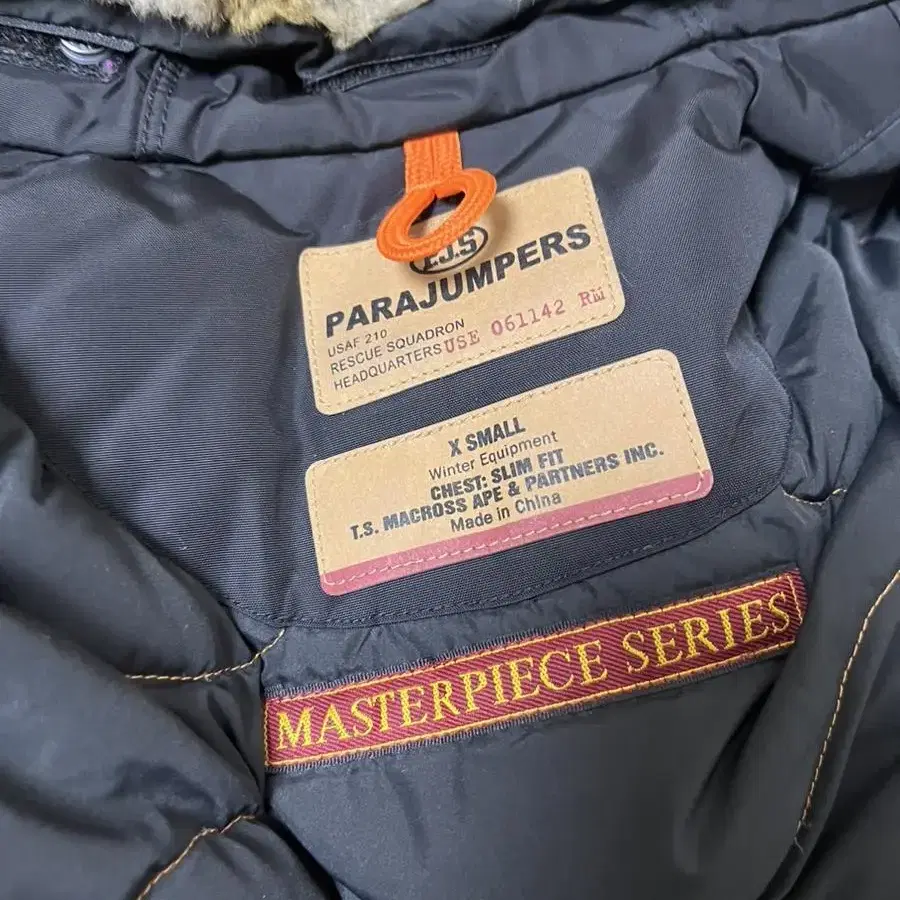 P.J.S
PARAJUMPERS
USAF 210
RESCUE SQUADRON
HEADQUARTERS USE 061142 RM
X SMALL
Winter Equipment
CHEST: SLIM FIT
T.S. MACROSS APE & PARTNERS INC.
Made in China
MASTERPIECE SERIES